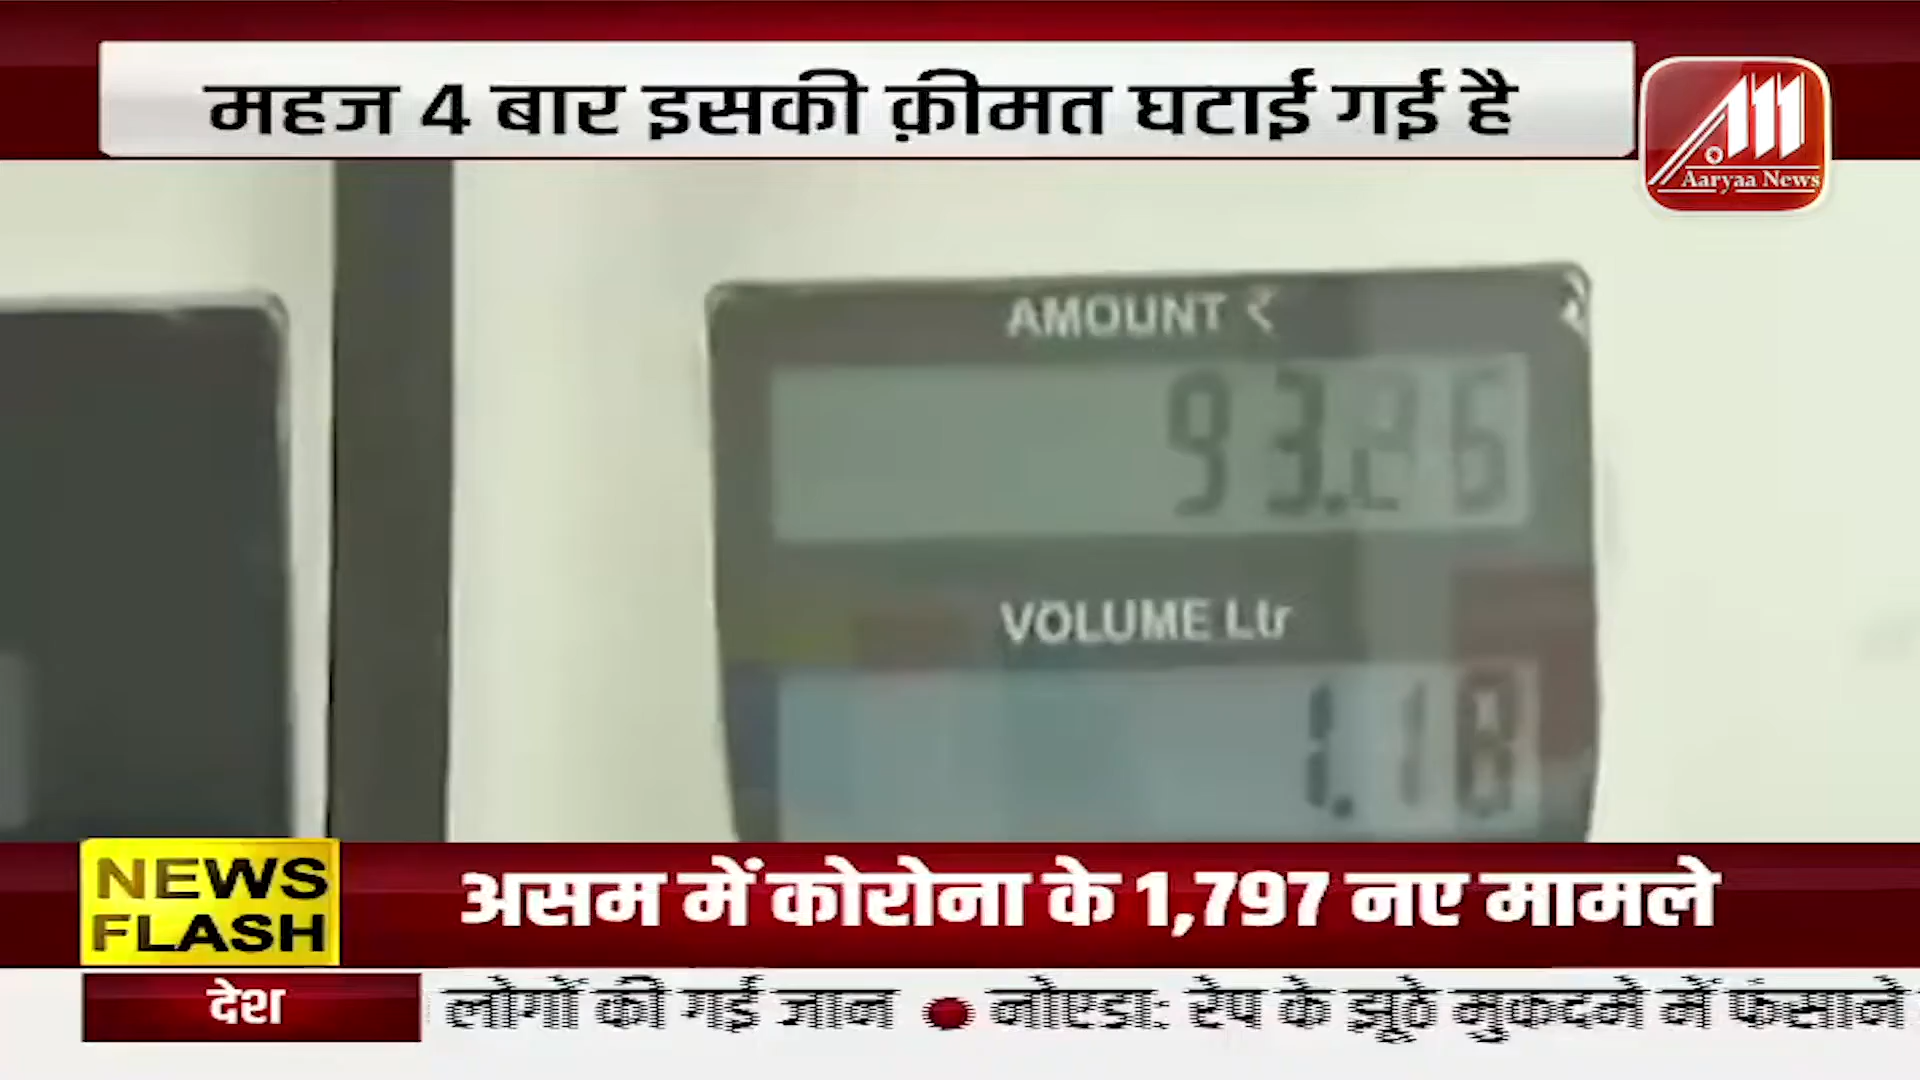 महज 4 बार इसकी क़ीमत घटाई गई है
Aaryaa News
AMOUNT ₹
93.26
VOLUME Ltr
1.18
NEWS
FLASH
असम में कोरोना के 1,797 नए मामले
देश
लोगों की गई जान ● नोएडा: रेप के झूठे मुकदमे में फंसाने